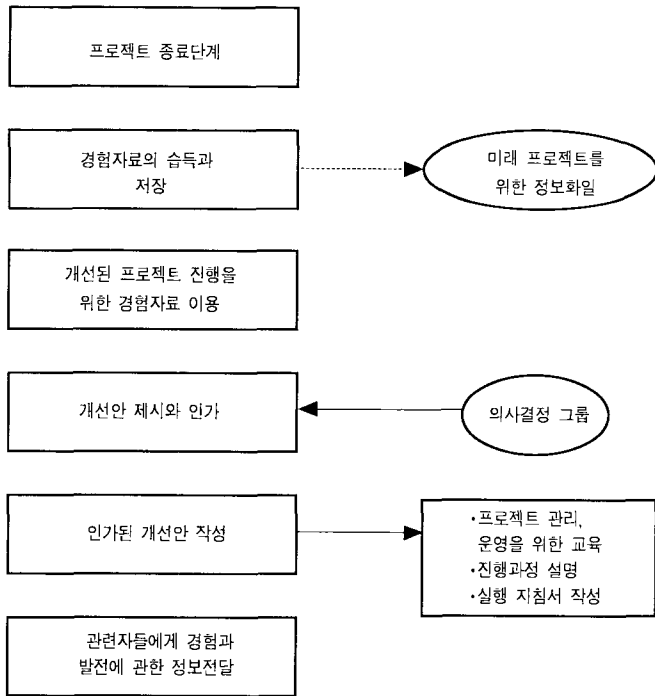 프로젝트 종료단계
경험자료의 습득과
저장
미래 프로젝트를
위한 정보화일
개선된 프로젝트 진행을
위한 경험자료 이용
개선안 제시와 인가
의사결정 그룹
인가된 개선안 작성
•프로젝트 관리,
운영을 위한 교육
•진행과정 설명
•실행 지침서 작성
관련자들에게 경험과
발전에 관한 정보전달